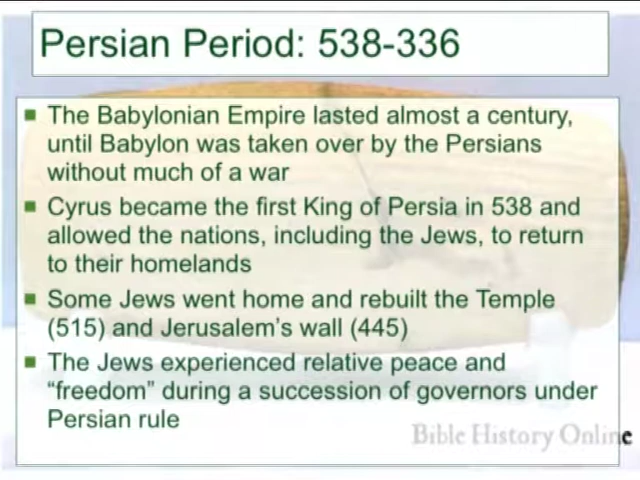 Persian Period: 538-336
The Babylonian Empire lasted almost a century,
until Babylon was taken over by the Persians
without much of a war
Cyrus became the first King of Persia in 538 and
allowed the nations, including the Jews, to return
to their homelands
Some Jews went home and rebuilt the Temple
(515) and Jerusalem's wall (445)
The Jews experienced relative peace and
"freedom" during a succession of governors under
Persian rule
Bible History Online